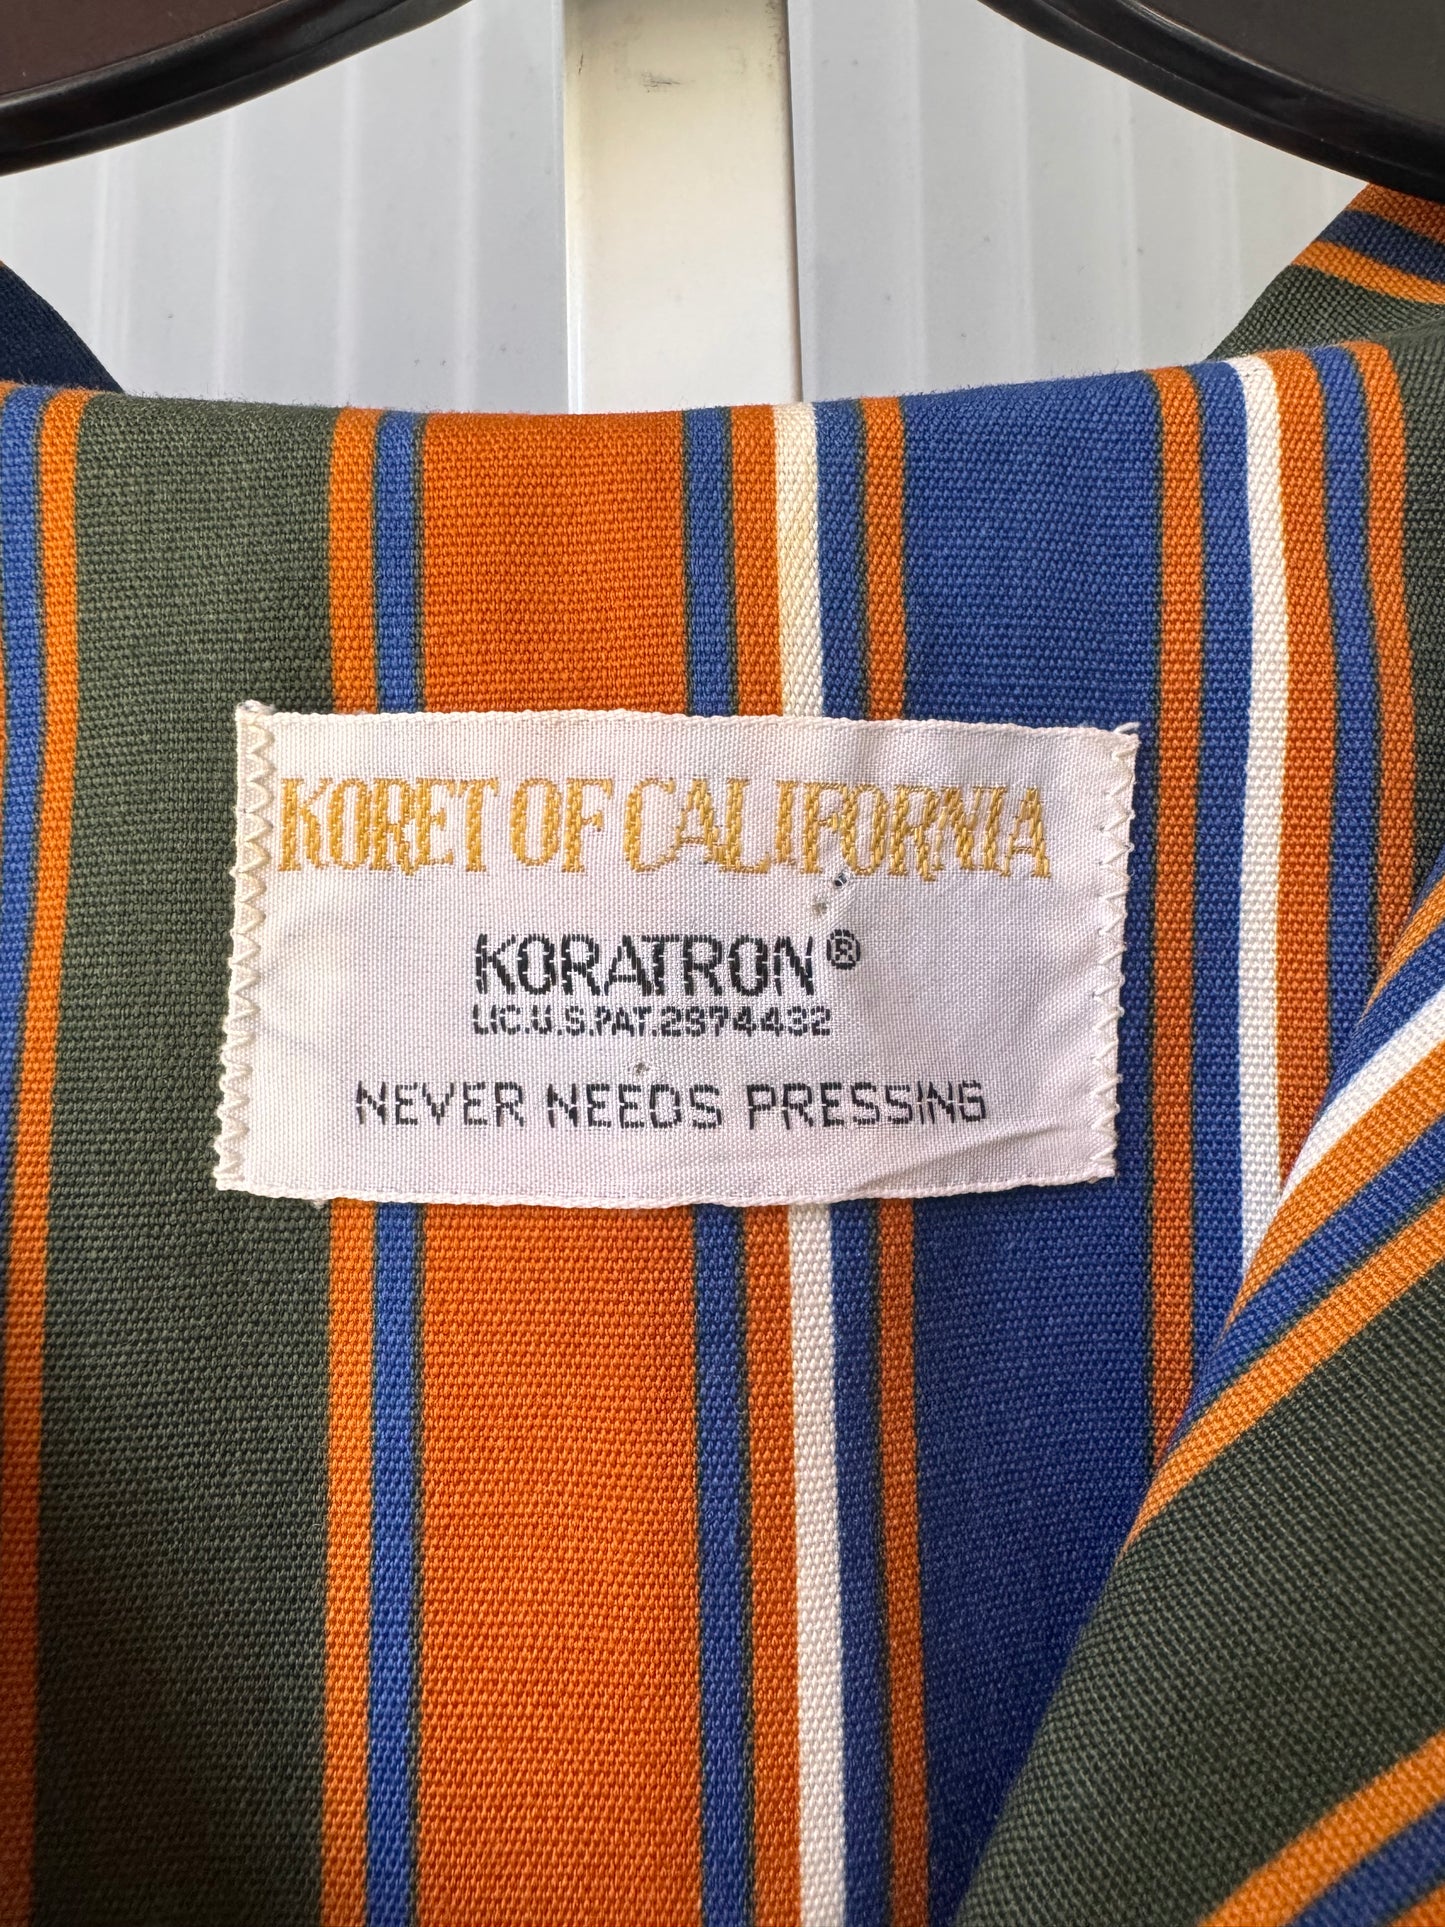 KORET OF CALIFORNIA
KORATRON®
LIC.U.S.PAT.2974432
NEVER NEEDS PRESSING